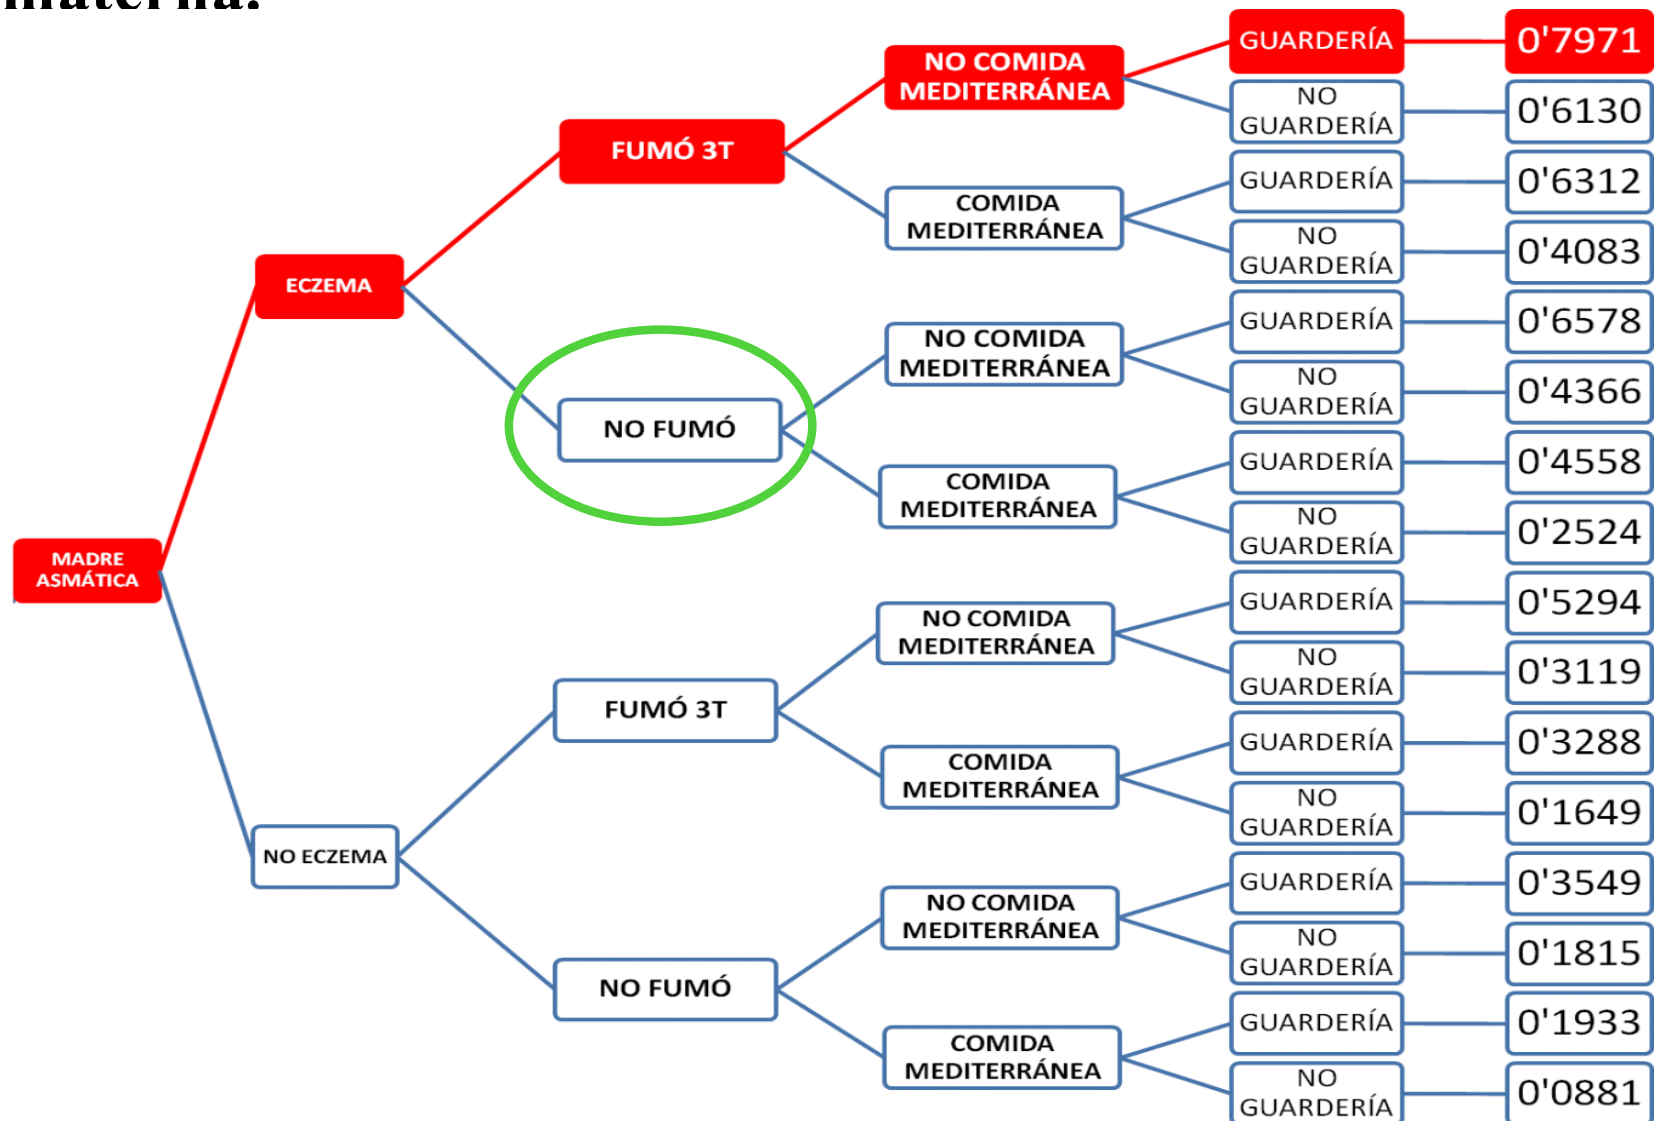 materna.
GUARDERÍA
0'7971
NO COMIDA
MEDITERRÁNEA
NO
GUARDERÍA
0'6130
FUMÓ 3T
GUARDERÍA
0'6312
COMIDA
MEDITERRÁNEA
NO
GUARDERÍA
0'4083
ECZEMA
GUARDERÍA
0'6578
NO COMIDA
MEDITERRÁNEA
NO
GUARDERÍA
0'4366
NO FUMÓ
GUARDERÍA
0'4558
COMIDA
MEDITERRÁNEA
NO
GUARDERÍA
0'2524
MADRE
ASMÁTICA
GUARDERÍA
0'5294
NO COMIDA
MEDITERRÁNEA
NO
GUARDERÍA
0'3119
FUMÓ 3T
GUARDERÍA
0'3288
COMIDA
MEDITERRÁNEA
NO
GUARDERÍA
0'1649
NO ECZEMA
GUARDERÍA
0'3549
NO COMIDA
MEDITERRÁNEA
NO
GUARDERÍA
0'1815
NO FUMÓ
GUARDERÍA
0'1933
COMIDA
MEDITERRÁNEA
NO
GUARDERÍA
0'0881